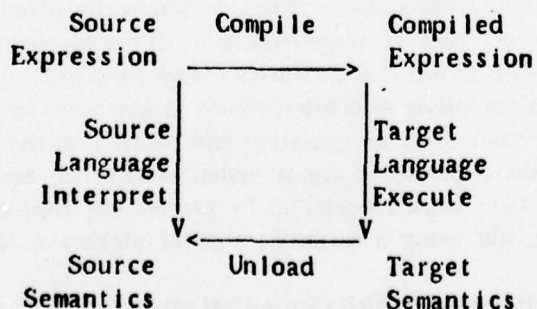 Source Compile Compiled
Expression Expression
Source Target
Language Language
Interpret Execute
Source Unload Target
Semantics Semantics